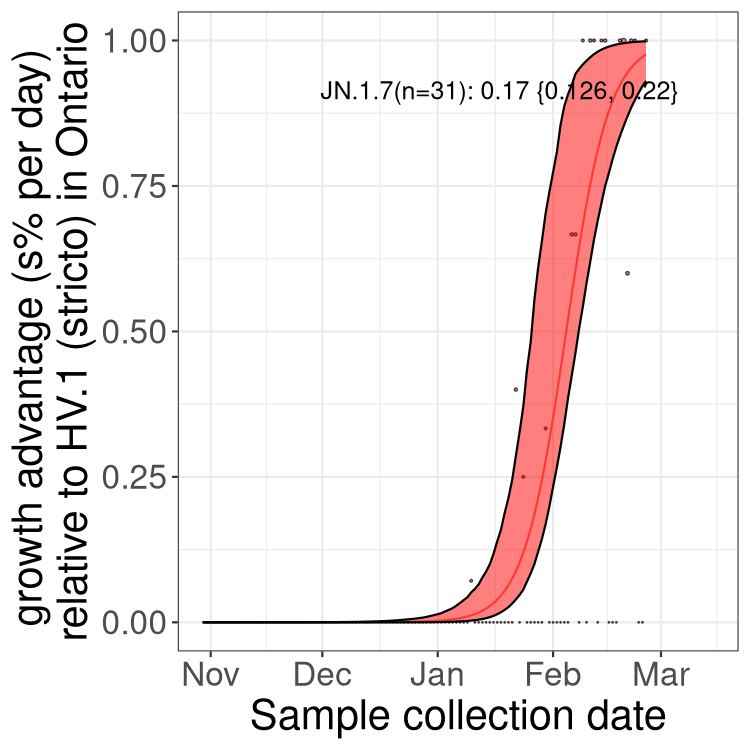 growth advantage (s% per day)
relative to HV.1 (stricto) in Ontario
1.00
0.75
0.50
0.25
0.00
JN.1.7(n=31): 0.17 {0.126, 0.22}
Nov Dec Jan Feb Mar
Sample collection date